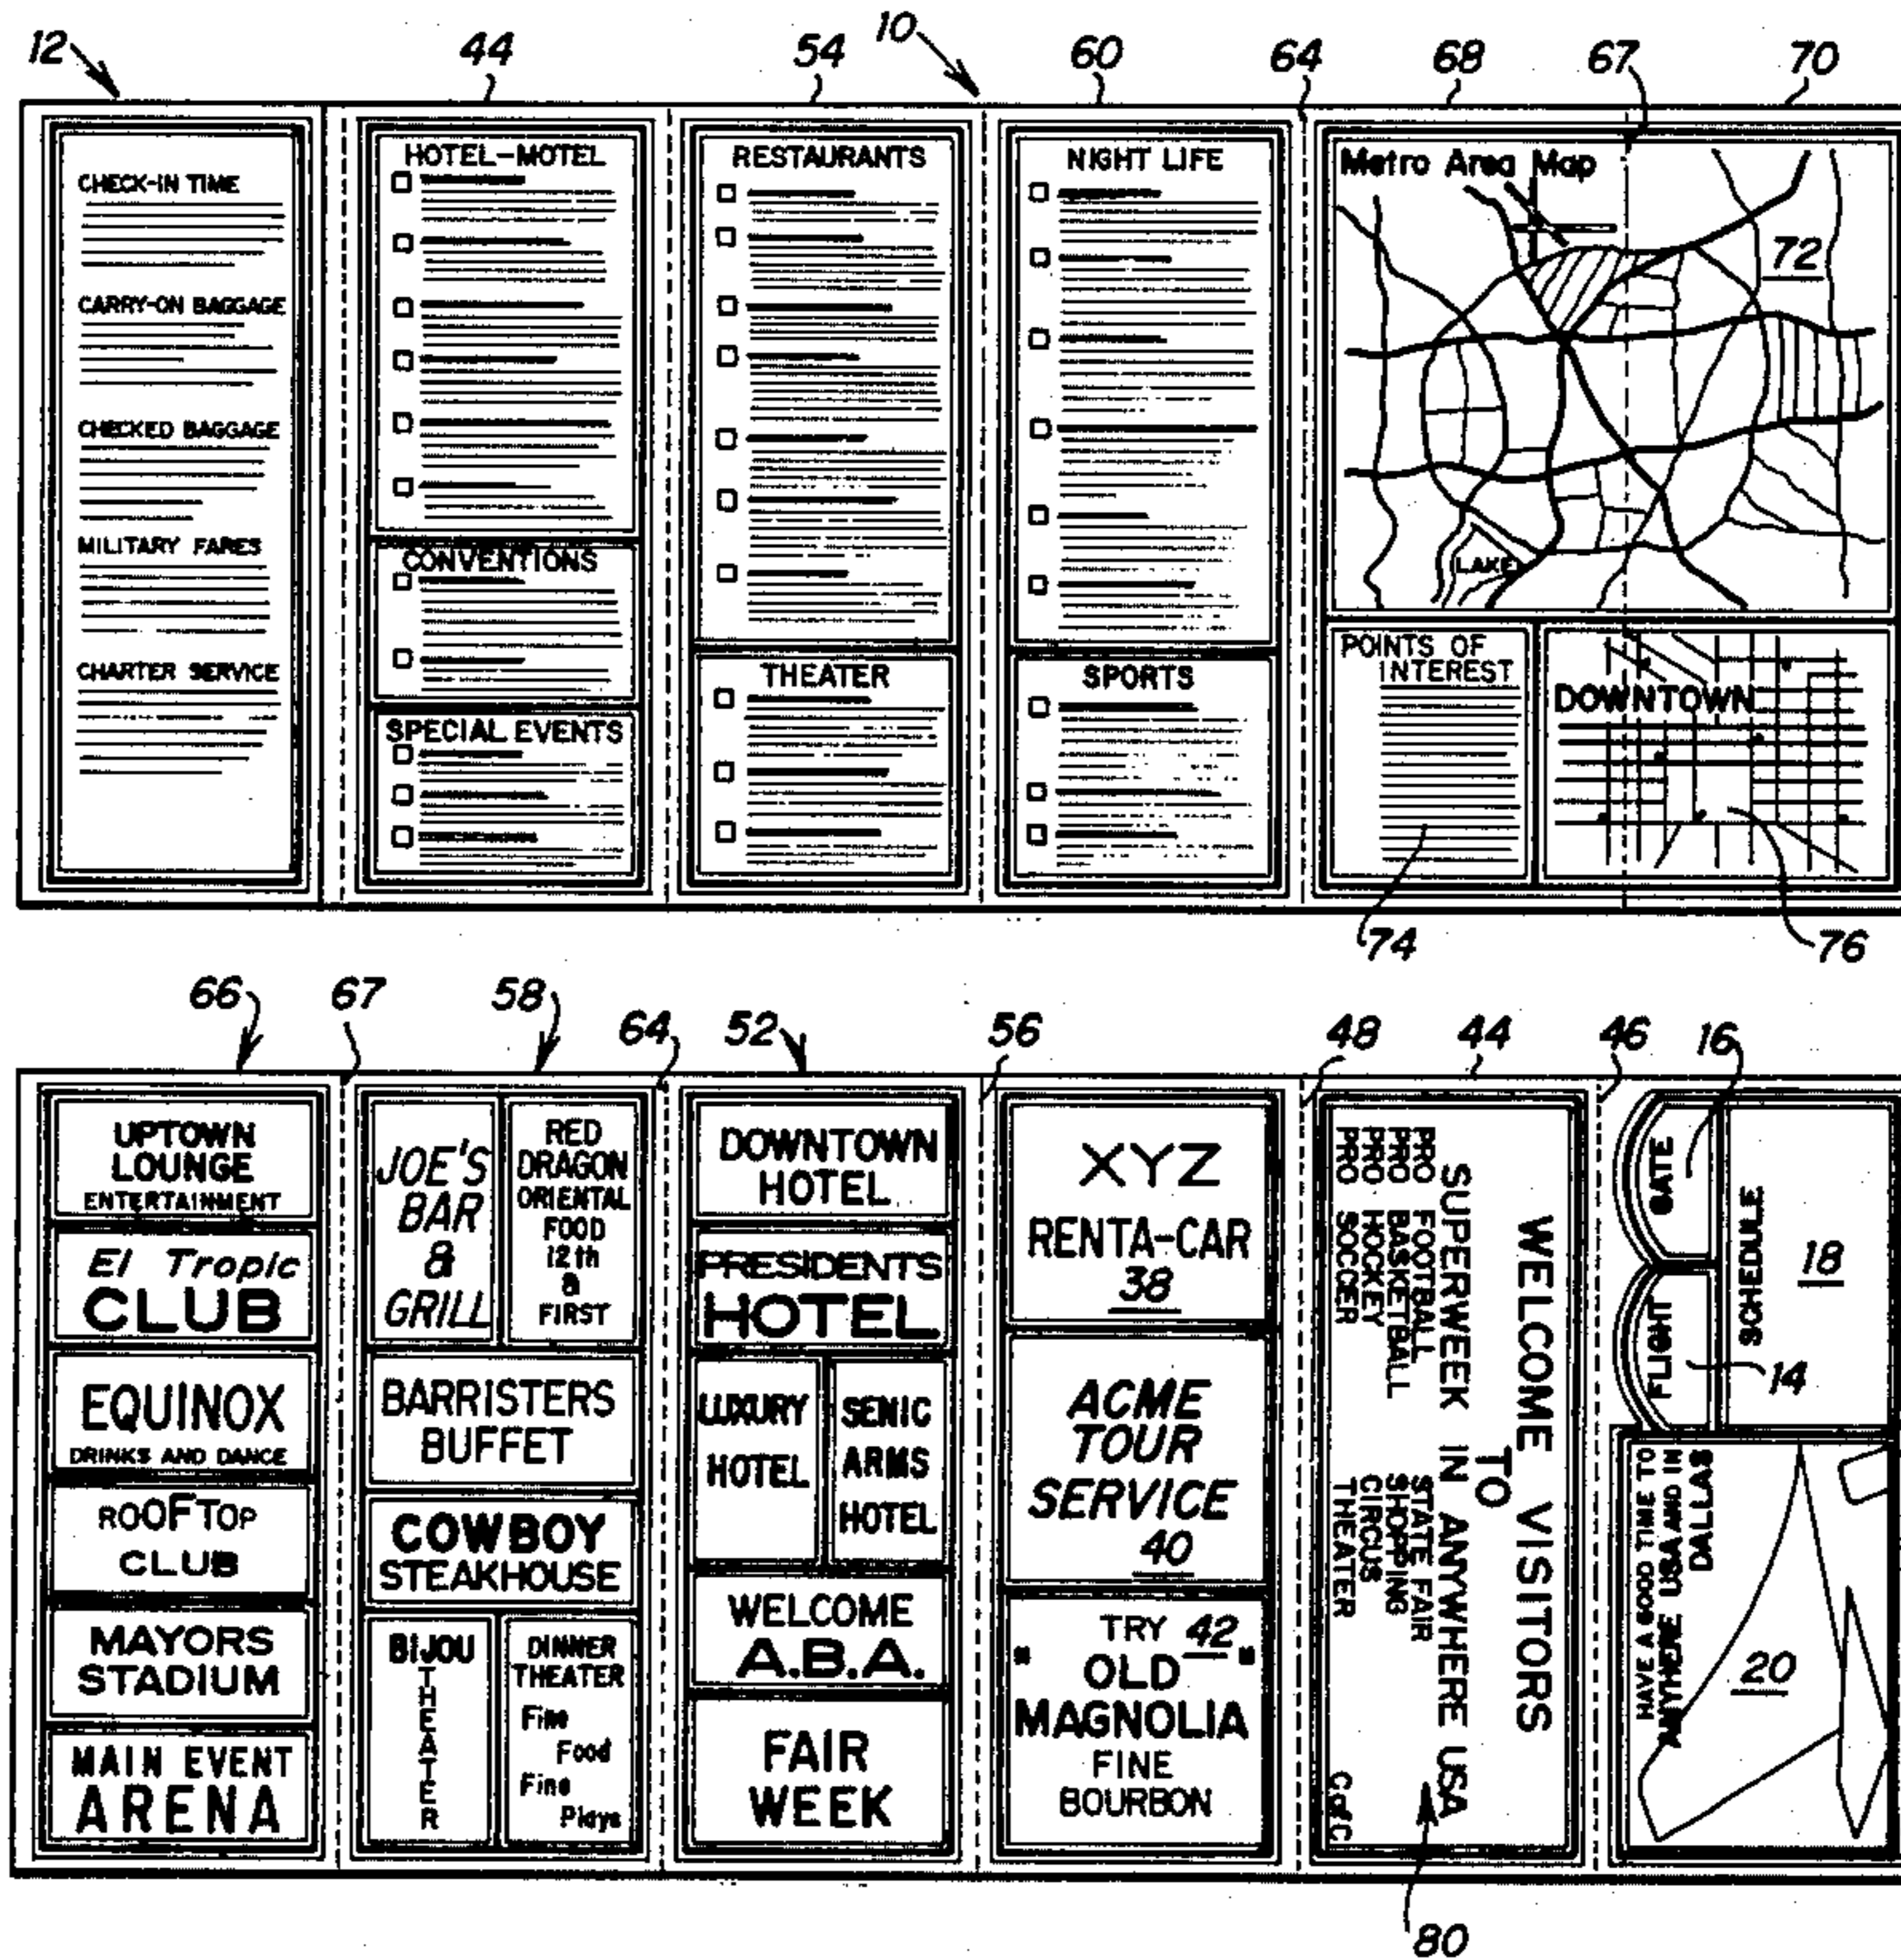 12
44
54
10
60
64
68
67
70
CHECK-IN TIME
CARRY-ON BAGGAGE
CHECKED BAGGAGE
MILITARY FARES
CHARTER SERVICE
HOTEL-MOTEL
CONVENTIONS
SPECIAL EVENTS
RESTAURANTS
THEATER
NIGHT LIFE
SPORTS
Metro Area Map
72
LAKE
POINTS OF
INTEREST
DOWNTOWN
74
76
66
67
58
64
52
56
48
44
46
16
UPTOWN
LOUNGE
ENTERTAINMENT
El Tropic
CLUB
EQUINOX
DRINKS AND DANCE
ROOFTOP
CLUB
MAYORS
STADIUM
MAIN EVENT
ARENA
JOE'S
BAR
&
GRILL
RED
DRAGON
ORIENTAL
FOOD
12th
&
FIRST
BARRISTERS
BUFFET
COWBOY
STEAKHOUSE
BIJOU
THEATER
DINNER
THEATER
Fine
Food
Fine
Plays
DOWNTOWN
HOTEL
PRESIDENTS
HOTEL
LUXURY
HOTEL
SENIC
ARMS
HOTEL
WELCOME
A.B.A.
FAIR
WEEK
XYZ
RENTA-CAR
38
ACME
TOUR
SERVICE
40
TRY 42
" OLD "
MAGNOLIA
FINE
BOURBON
WELCOME TO VISITORS
SUPERWEEK IN ANYWHERE USA
PRO FOOTBALL STATE FAIR
PRO BASKETBALL SHOPPING
PRO HOCKEY CIRCUS
PRO SOCCER THEATER
C of C
80
GATE
FLIGHT
14
SCHEDULE
18
HAVE A GOOD TIME TO
ANYHERE USA AND IN
DALLAS
20